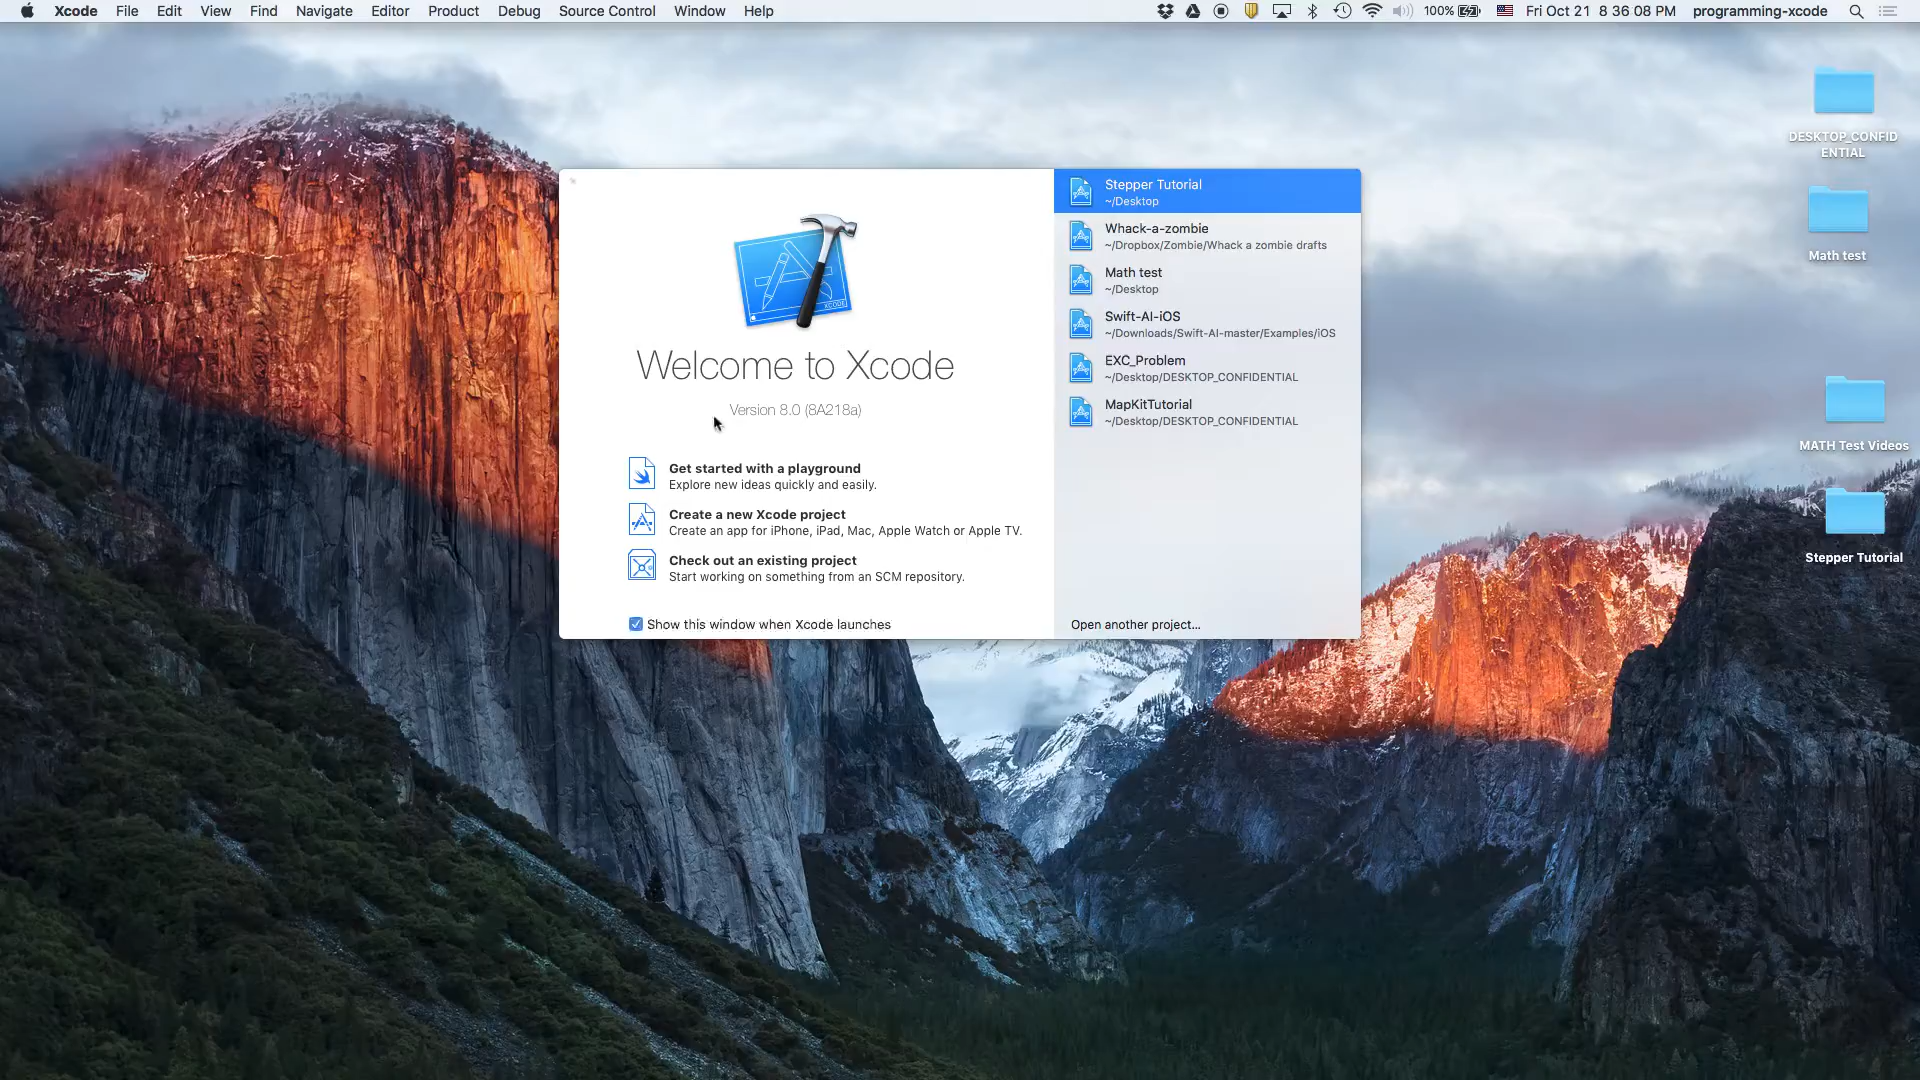 Xcode File Edit View Find Navigate Editor Product Debug Source Control Window Help 100% Fri Oct 21 8 36 08 PM programming-xcode
DESKTOP_CONFID
ENTIAL
Math test
MATH Test Videos
Stepper Tutorial
XCODE
Welcome to Xcode
Version 8.0 (8A218a)
Get started with a playground
Explore new ideas quickly and easily.
Create a new Xcode project
Create an app for iPhone, iPad, Mac, Apple Watch or Apple TV.
Check out an existing project
Start working on something from an SCM repository.
Show this window when Xcode launches
Stepper Tutorial
~/Desktop
Whack-a-zombie
~/Dropbox/Zombie/Whack a zombie drafts
Math test
~/Desktop
Swift-AI-iOS
~/Downloads/Swift-AI-master/Examples/iOS
EXC_Problem
~/Desktop/DESKTOP_CONFIDENTIAL
MapKitTutorial
~/Desktop/DESKTOP_CONFIDENTIAL
Open another project...